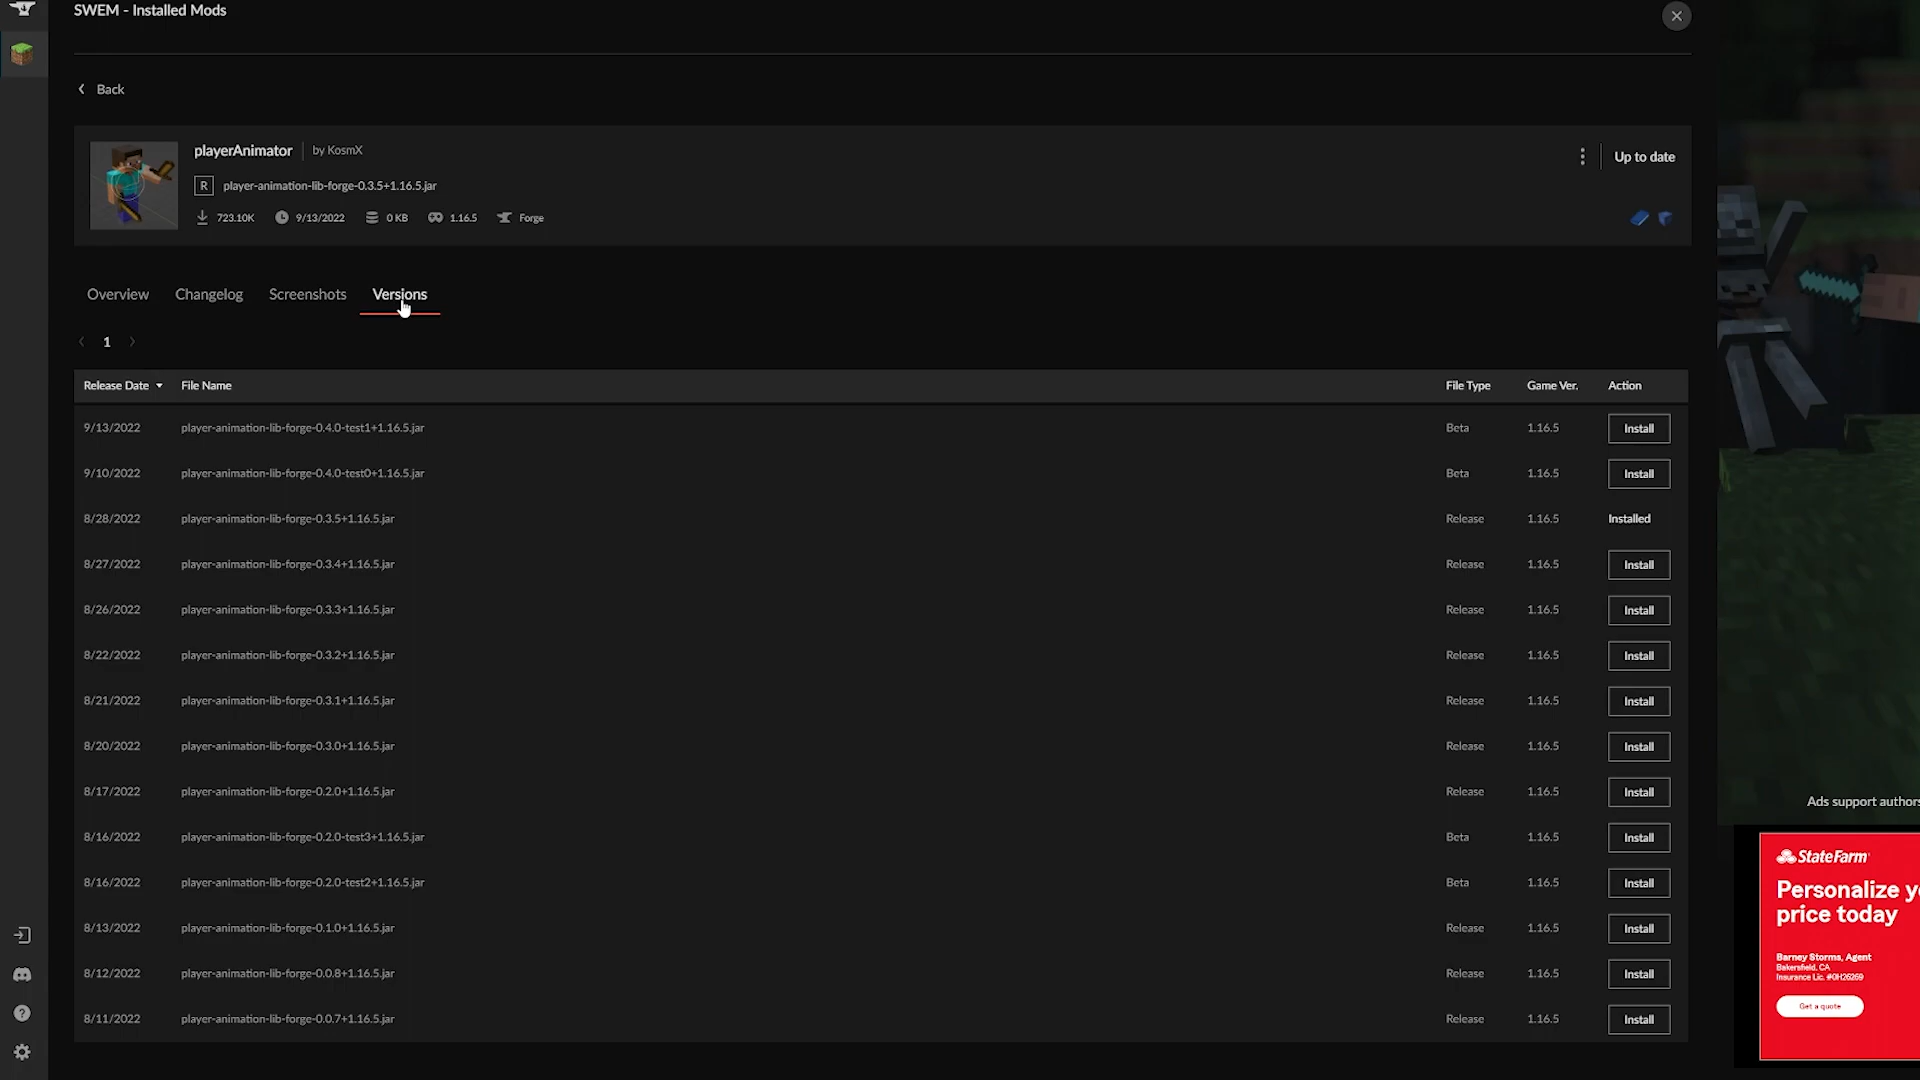 SWEM - Installed Mods
Back
playerAnimator by KosmX
Up to date
R player-animation-lib-forge-0.3.5+1.16.5.jar
723.10K 9/13/2022 0 KB 1.16.5 Forge
Overview Changelog Screenshots Versions
1
Release Date File Name File Type Game Ver. Action
9/13/2022 player-animation-lib-forge-0.4.0-test1+1.16.5.jar Beta 1.16.5 Install
9/10/2022 player-animation-lib-forge-0.4.0-test0+1.16.5.jar Beta 1.16.5 Install
8/28/2022 player-animation-lib-forge-0.3.5+1.16.5.jar Release 1.16.5 Installed
8/27/2022 player-animation-lib-forge-0.3.4+1.16.5.jar Release 1.16.5 Install
8/26/2022 player-animation-lib-forge-0.3.3+1.16.5.jar Release 1.16.5 Install
8/22/2022 player-animation-lib-forge-0.3.2+1.16.5.jar Release 1.16.5 Install
8/21/2022 player-animation-lib-forge-0.3.1+1.16.5.jar Release 1.16.5 Install
8/20/2022 player-animation-lib-forge-0.3.0+1.16.5.jar Release 1.16.5 Install
8/17/2022 player-animation-lib-forge-0.2.0+1.16.5.jar Release 1.16.5 Install
8/16/2022 player-animation-lib-forge-0.2.0-test3+1.16.5.jar Beta 1.16.5 Install
8/16/2022 player-animation-lib-forge-0.2.0-test2+1.16.5.jar Beta 1.16.5 Install
8/13/2022 player-animation-lib-forge-0.1.0+1.16.5.jar Release 1.16.5 Install
8/12/2022 player-animation-lib-forge-0.0.8+1.16.5.jar Release 1.16.5 Install
8/11/2022 player-animation-lib-forge-0.0.7+1.16.5.jar Release 1.16.5 Install
Ads support authors
StateFarm
Personalize yo
price today
Barney Storms, Agent
Bakersfield, CA
Insurance Lic. #0H26269
Get a quote